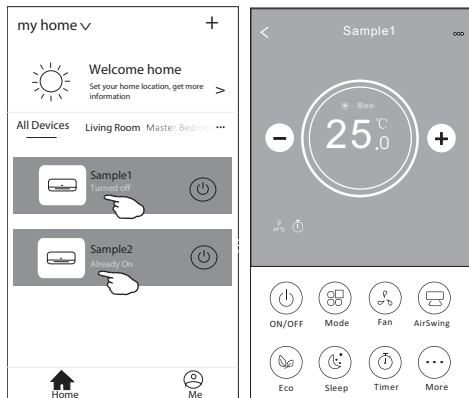 my home
Welcome home
Set your home location, get more
information
All Devices Living Room Master Bedroo
Sample1
Turned off
Sample2
Already On
Home Me
Sample1
25.0 °C
ON/OFF Mode Fan AirSwing
Eco Sleep Timer More